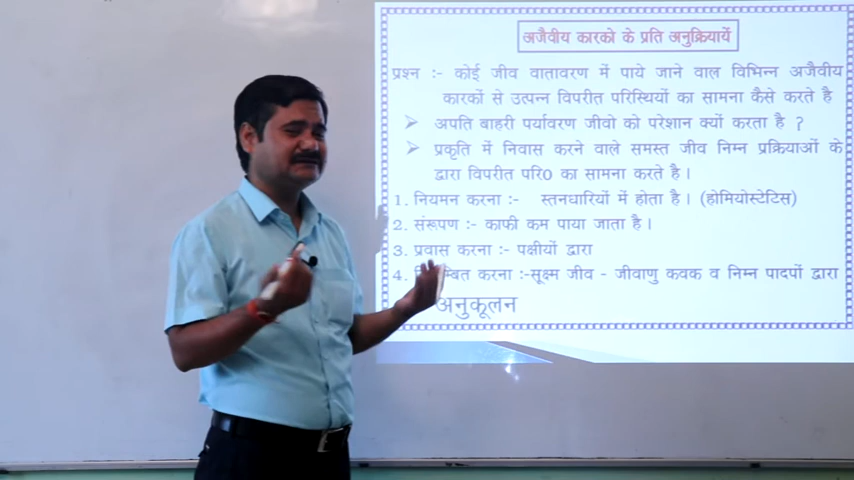 अजैवीय कारको के प्रति अनुक्रियायें
प्रश्न :- कोई जीव वातावरण में पाये जाने वाल विभिन्न अजैवीय
कारकों से उत्पन्न विपरीत परिस्थियों का सामना कैसे करते है
➤ अपति बाहरी पर्यावरण जीवो को परेशान क्यों करता है ?
➤ प्रकृति में निवास करने वाले समस्त जीव निम्न प्रक्रियाओं के
द्वारा विपरीत परि0 का सामना करते है।
1. नियमन करना :- स्तनधारियों में होता है। (होमियोस्टेटिस)
2. संरूपण :- काफी कम पाया जाता है।
3. प्रवास करना :- पक्षीयों द्वारा
4. करना :-सूक्ष्म जीव - जीवाणु कवक व निम्न पादपों द्वारा
अनुकूलन